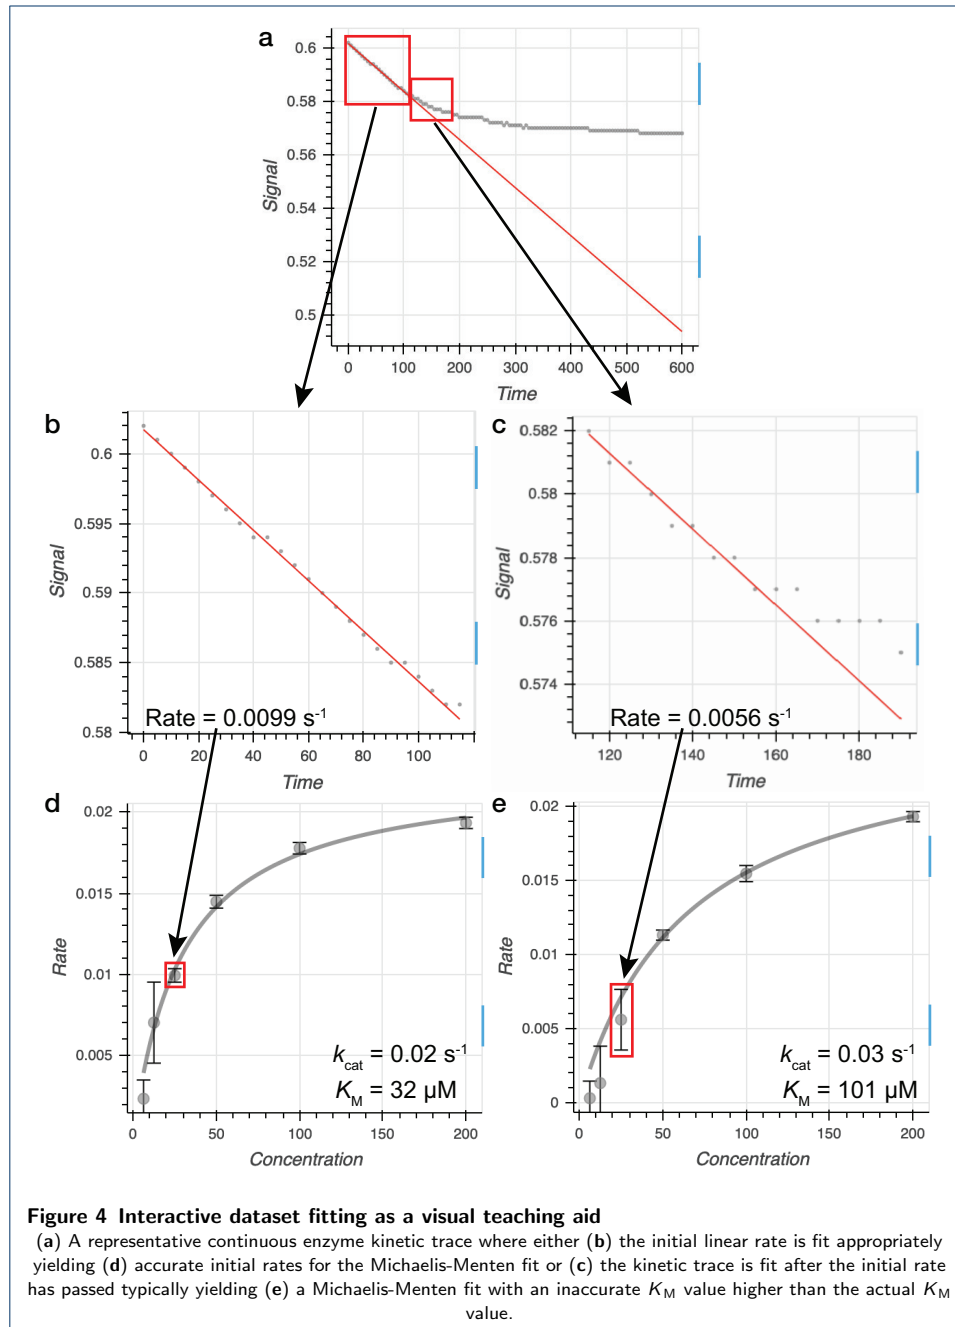 a
0.6
0.58
0.56
0.54
0.52
0.5
Signal
0 100 200 300 400 500 600
Time
b
0.6
0.595
0.59
0.585
0.58
Signal
Rate = 0.0099 s⁻¹
0 20 40 60 80 100
Time
c
0.582
0.58
0.578
0.576
0.574
Signal
Rate = 0.0056 s⁻¹
120 140 160 180
Time
d
0.02
0.015
0.01
0.005
Rate
kcat = 0.02 s⁻¹
KM = 32 µM
0 50 100 150 200
Concentration
e
0.02
0.015
0.01
0.005
0
Rate
kcat = 0.03 s⁻¹
KM = 101 µM
0 50 100 150 200
Concentration
Figure 4 Interactive dataset fitting as a visual teaching aid
(a) A representative continuous enzyme kinetic trace where either (b) the initial linear rate is fit appropriately
yielding (d) accurate initial rates for the Michaelis-Menten fit or (c) the kinetic trace is fit after the initial rate
has passed typically yielding (e) a Michaelis-Menten fit with an inaccurate KM value higher than the actual KM
value.